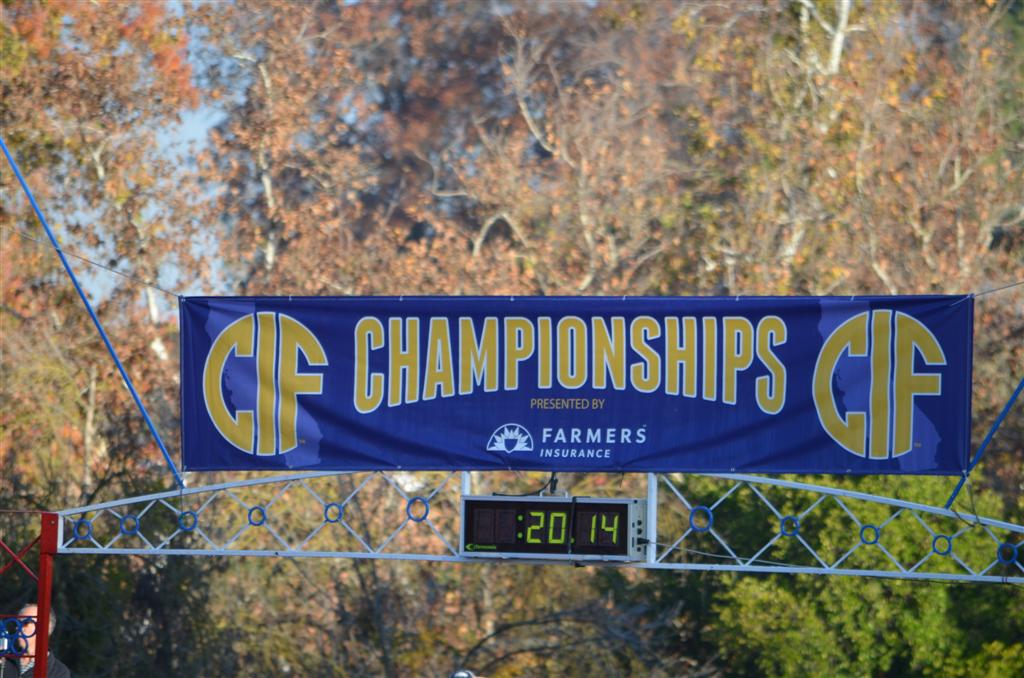 CIF CHAMPIONSHIPS CIF
PRESENTED BY
FARMERS
INSURANCE
:20 14